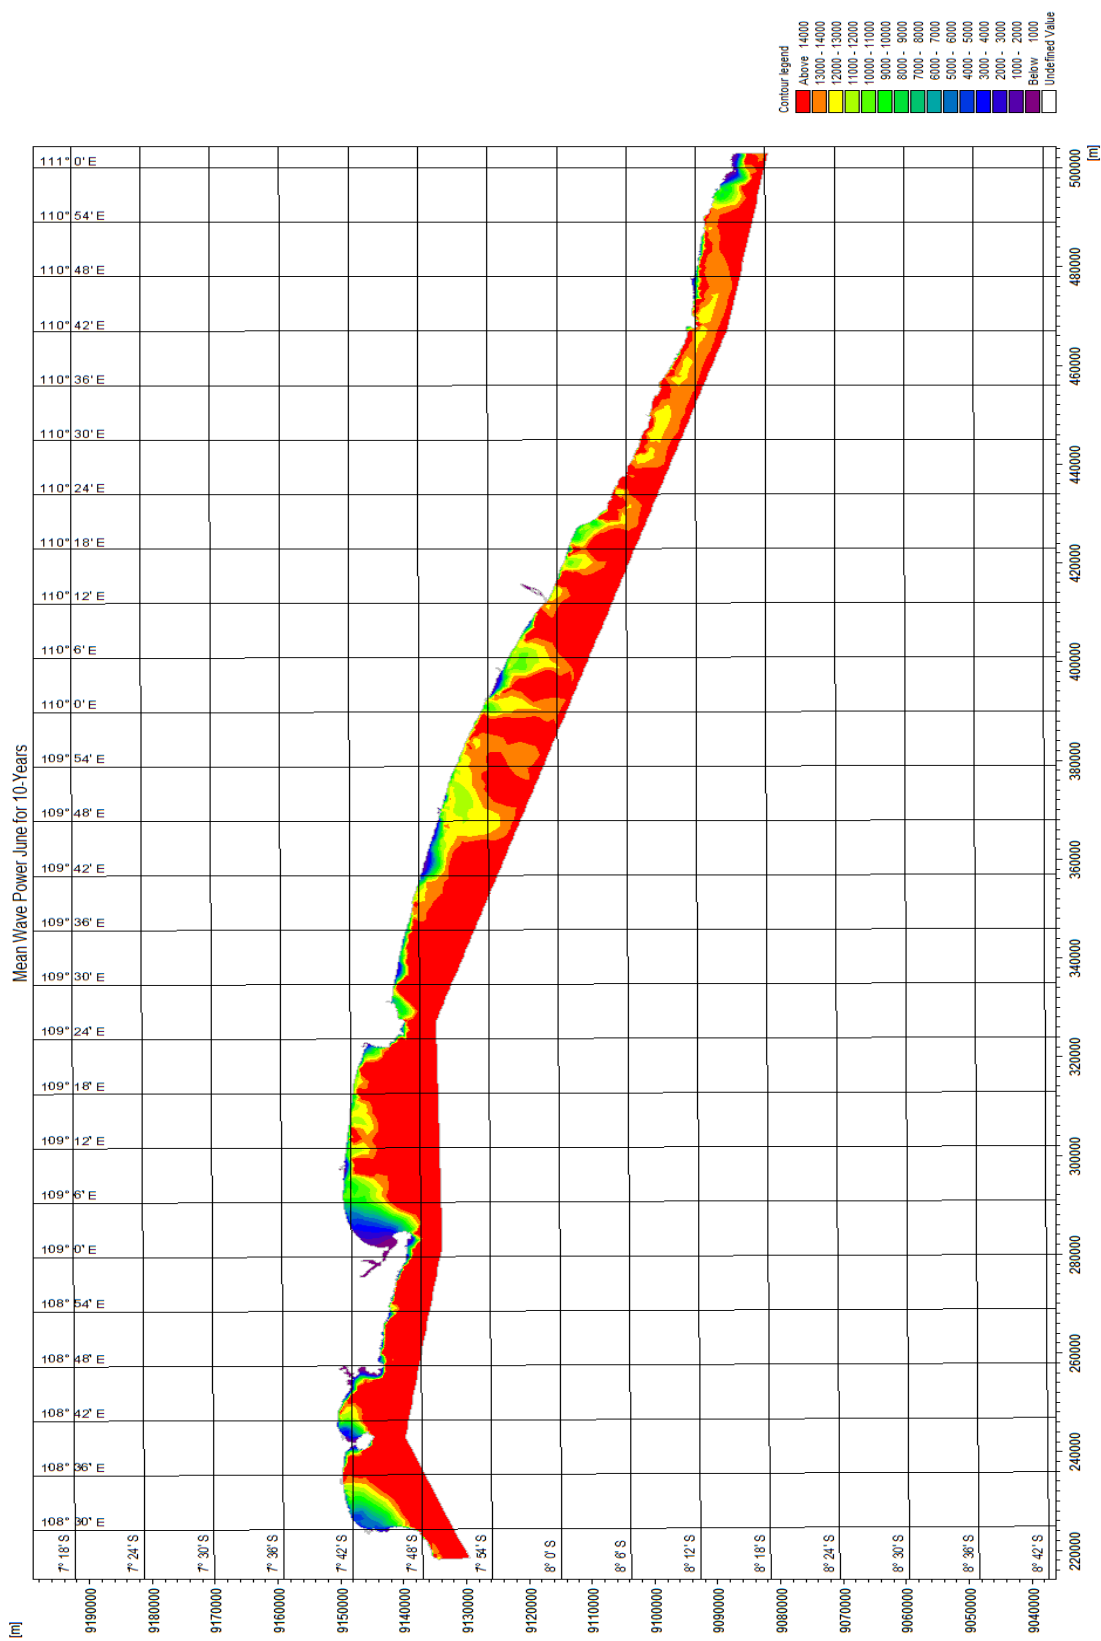 Mean Wave Power June for 10-Years
[m]
9190000
9180000
9170000
9160000
9150000
9140000
9130000
9120000
9110000
9100000
9090000
9080000
9070000
9060000
9050000
9040000
7° 18' S
7° 24' S
7° 30' S
7° 36' S
7° 42' S
7° 48' S
7° 54' S
8° 0' S
8° 6' S
8° 12' S
8° 18' S
8° 24' S
8° 30' S
8° 36' S
8° 42' S
108° 30' E
108° 36' E
108° 42' E
108° 48' E
108° 54' E
109° 0' E
109° 6' E
109° 12' E
109° 18' E
109° 24' E
109° 30' E
109° 36' E
109° 42' E
109° 48' E
109° 54' E
110° 0' E
110° 6' E
110° 12' E
110° 18' E
110° 24' E
110° 30' E
110° 36' E
110° 42' E
110° 48' E
110° 54' E
111° 0' E
220000
240000
260000
280000
300000
320000
340000
360000
380000
400000
420000
440000
460000
480000
500000
[m]
Contour legend
Above 14000
13000 - 14000
12000 - 13000
11000 - 12000
10000 - 11000
9000 - 10000
8000 - 9000
7000 - 8000
6000 - 7000
5000 - 6000
4000 - 5000
3000 - 4000
2000 - 3000
1000 - 2000
Below 1000
Undefined Value